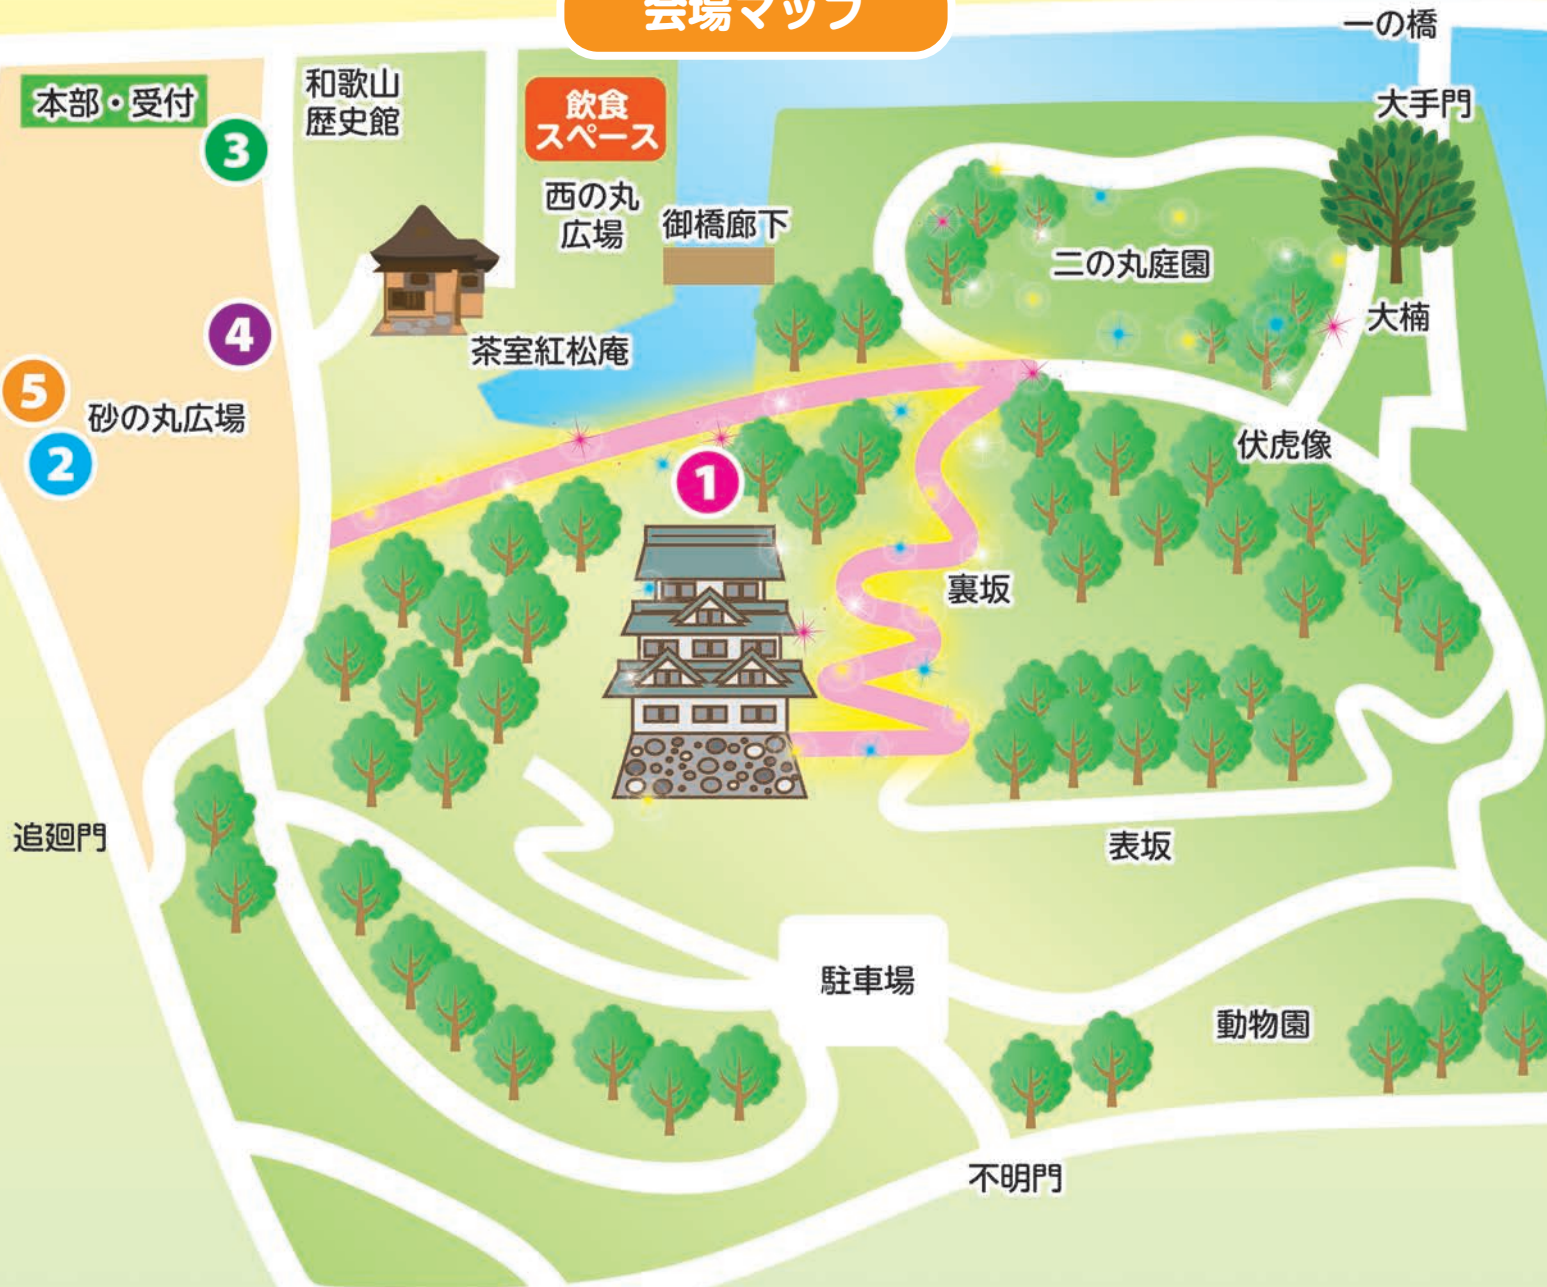 会場マップ
一の橋
本部・受付
和歌山
歴史館
飲食
スペース
大手門
3
西の丸
広場
御橋廊下
二の丸庭園
4
茶室紅松庵
大楠
5
砂の丸広場
2
伏虎像
1
裏坂
追廻門
表坂
駐車場
動物園
不明門